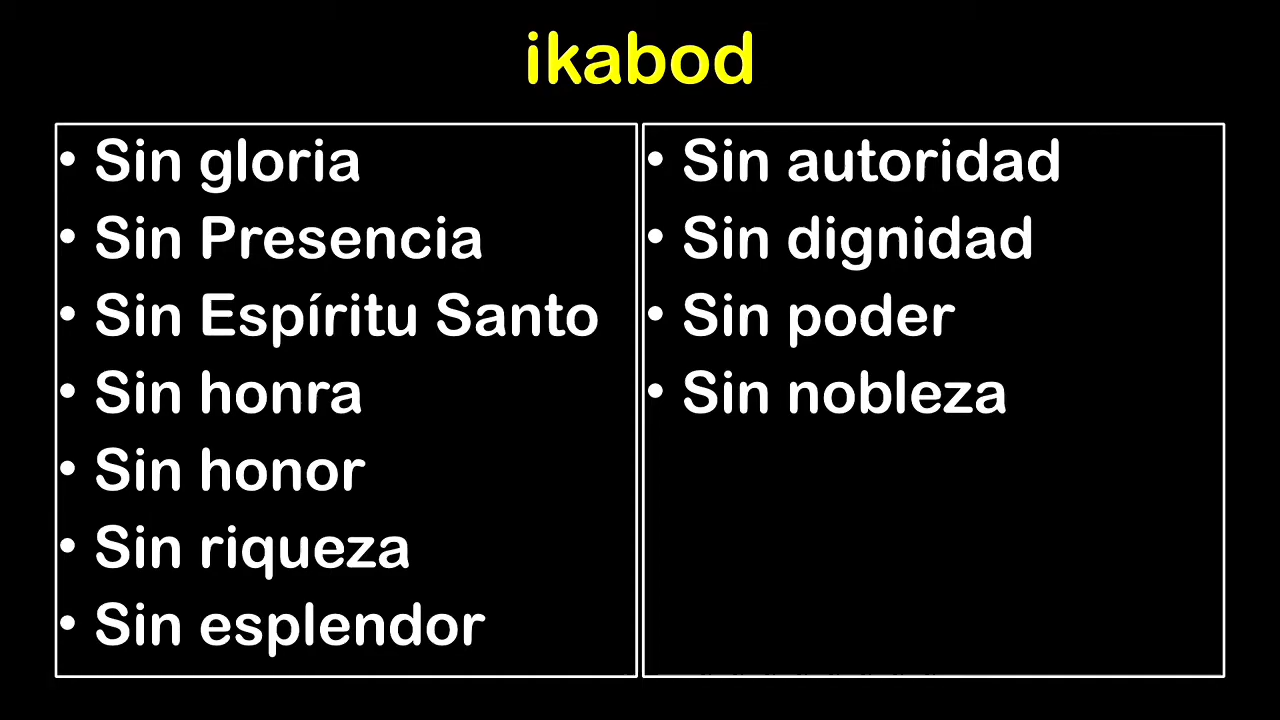 ikabod
• Sin gloria
• Sin Presencia
• Sin Espíritu Santo
• Sin honra
• Sin honor
• Sin riqueza
• Sin esplendor
• Sin autoridad
• Sin dignidad
• Sin poder
• Sin nobleza